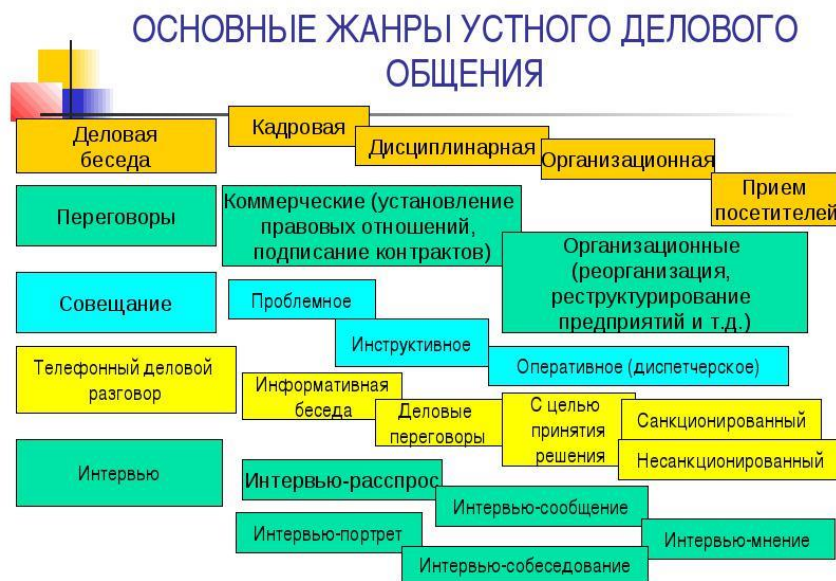 ОСНОВНЫЕ ЖАНРЫ УСТНОГО ДЕЛОВОГО
ОБЩЕНИЯ
Деловая
беседа
Кадровая
Дисциплинарная
Организационная
Прием
посетителей
Переговоры
Коммерческие (установление
правовых отношений,
подписание контрактов)
Организационные
(реорганизация,
реструктурирование
предприятий и т.д.)
Совещание
Проблемное
Инструктивное
Оперативное (диспетчерское)
Телефонный деловой
разговор
Информативная
беседа
Деловые
переговоры
С целью
принятия
решения
Санкционированный
Несанкционированный
Интервью
Интервью-расспрос
Интервью-сообщение
Интервью-портрет
Интервью-мнение
Интервью-собеседование